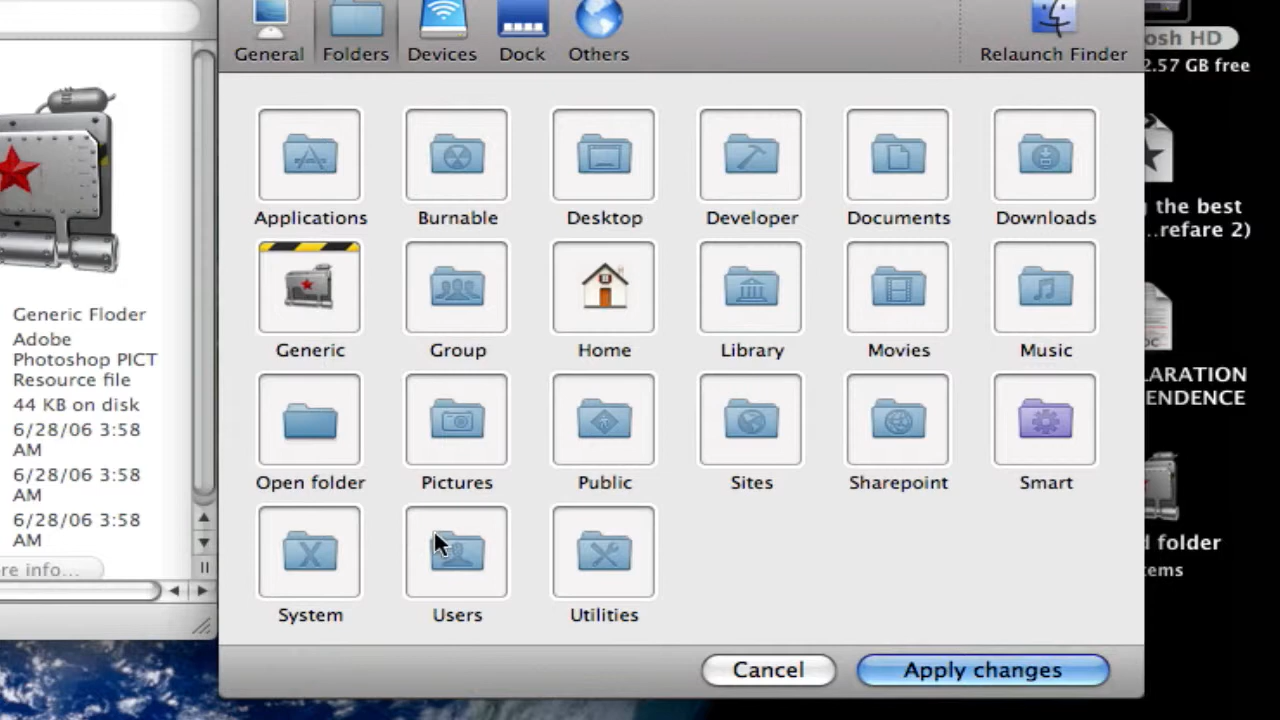 General Folders Devices Dock Others Relaunch Finder
osh HD
2.57 GB free
Applications Burnable Desktop Developer Documents Downloads
the best
..refare 2)
Generic Floder
Adobe
Photoshop PICT
Resource file
44 KB on disk
6/28/06 3:58
AM
6/28/06 3:58
AM
6/28/06 3:58
AM
re info...
Generic Group Home Library Movies Music
LARATION
ENDENCE
Open folder Pictures Public Sites Sharepoint Smart
d folder
tems
System Users Utilities
Cancel Apply changes